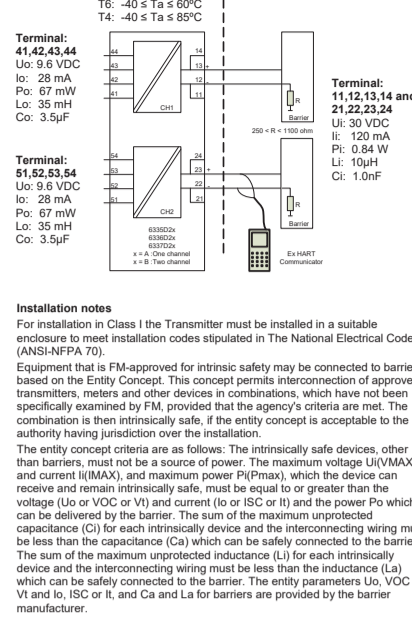 T6: -40 ≤ Ta ≤ 60ºC
T4: -40 ≤ Ta ≤ 85ºC
Terminal:
41,42,43,44
Uo: 9.6 VDC
Io: 28 mA
Po: 67 mW
Lo: 35 mH
Co: 3.5µF
44
43
42
41
14
13 +
12 -
11
CH1
R
Barrier
250 < R < 1100 ohm
Terminal:
11,12,13,14 and
21,22,23,24
Ui: 30 VDC
Ii: 120 mA
Pi: 0.84 W
Li: 10µH
Ci: 1.0nF
Terminal:
51,52,53,54
Uo: 9.6 VDC
Io: 28 mA
Po: 67 mW
Lo: 35 mH
Co: 3.5µF
54
53
52
51
24
23 +
22 -
21
CH2
R
Barrier
6335D2x
6336D2x
6337D2x
x = A :One channel
x = B :Two channel
Ex HART
Communicator
Installation notes
For installation in Class I the Transmitter must be installed in a suitable
enclosure to meet installation codes stipulated in The National Electrical Code
(ANSI-NFPA 70).
Equipment that is FM-approved for intrinsic safety may be connected to barrie
based on the Entity Concept. This concept permits interconnection of approve
transmitters, meters and other devices in combinations, which have not been
specifically examined by FM, provided that the agency's criteria are met. The
combination is then intrinsically safe, if the entity concept is acceptable to the
authority having jurisdiction over the installation.
The entity concept criteria are as follows: The intrinsically safe devices, other
than barriers, must not be a source of power. The maximum voltage Ui(VMAX
and current Ii(IMAX), and maximum power Pi(Pmax), which the device can
receive and remain intrinsically safe, must be equal to or greater than the
voltage (Uo or VOC or Vt) and current (Io or ISC or It) and the power Po which
can be delivered by the barrier. The sum of the maximum unprotected
capacitance (Ci) for each intrinsically device and the interconnecting wiring mu
be less than the capacitance (Ca) which can be safely connected to the barrie
The sum of the maximum unprotected inductance (Li) for each intrinsically
device and the interconnecting wiring must be less than the inductance (La)
which can be safely connected to the barrier. The entity parameters Uo, VOC
Vt and Io, ISC or It, and Ca and La for barriers are provided by the barrier
manufacturer.